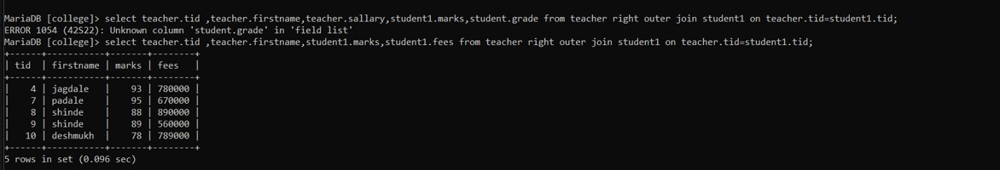 MariaDB [college]> select teacher.tid ,teacher.firstname,teacher.sallary,student1.marks,student.grade from teacher right outer join student1 on teacher.tid=student1.tid;
ERROR 1054 (42S22): Unknown column 'student.grade' in 'field list'
MariaDB [college]> select teacher.tid ,teacher.firstname,student1.marks,student1.fees from teacher right outer join student1 on teacher.tid=student1.tid;
+------+-----------+-------+--------+
| tid  | firstname | marks | fees   |
+------+-----------+-------+--------+
|    4 | jagdale   |    93 | 780000 |
|    7 | padale    |    95 | 670000 |
|    8 | shinde    |    88 | 890000 |
|    9 | shinde    |    89 | 560000 |
|   10 | deshmukh  |    78 | 789000 |
+------+-----------+-------+--------+
5 rows in set (0.096 sec)